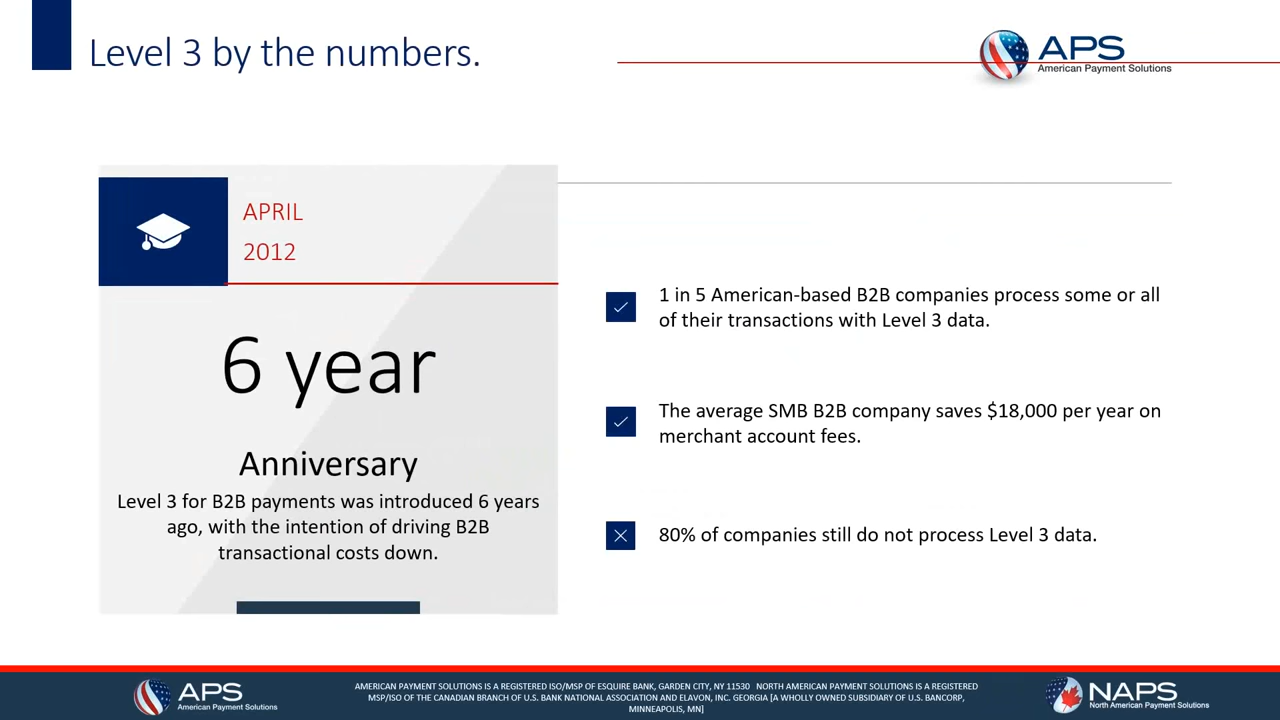 Level 3 by the numbers.
APS
American Payment Solutions
APRIL
2012
6 year
Anniversary
Level 3 for B2B payments was introduced 6 years
ago, with the intention of driving B2B
transactional costs down.
1 in 5 American-based B2B companies process some or all
of their transactions with Level 3 data.
The average SMB B2B company saves $18,000 per year on
merchant account fees.
80% of companies still do not process Level 3 data.
APS
American Payment Solutions
AMERICAN PAYMENT SOLUTIONS IS A REGISTERED ISO/MSP OF ESQUIRE BANK, GARDEN CITY, NY 11530 NORTH AMERICAN PAYMENT SOLUTIONS IS A REGISTERED
MSP/ISO OF THE CANADIAN BRANCH OF U.S. BANK NATIONAL ASSOCIATION AND ELAVON, INC. GEORGIA [A WHOLLY OWNED SUBSIDIARY OF U.S. BANCORP,
MINNEAPOLIS, MN]
NAPS
North American Payment Solutions